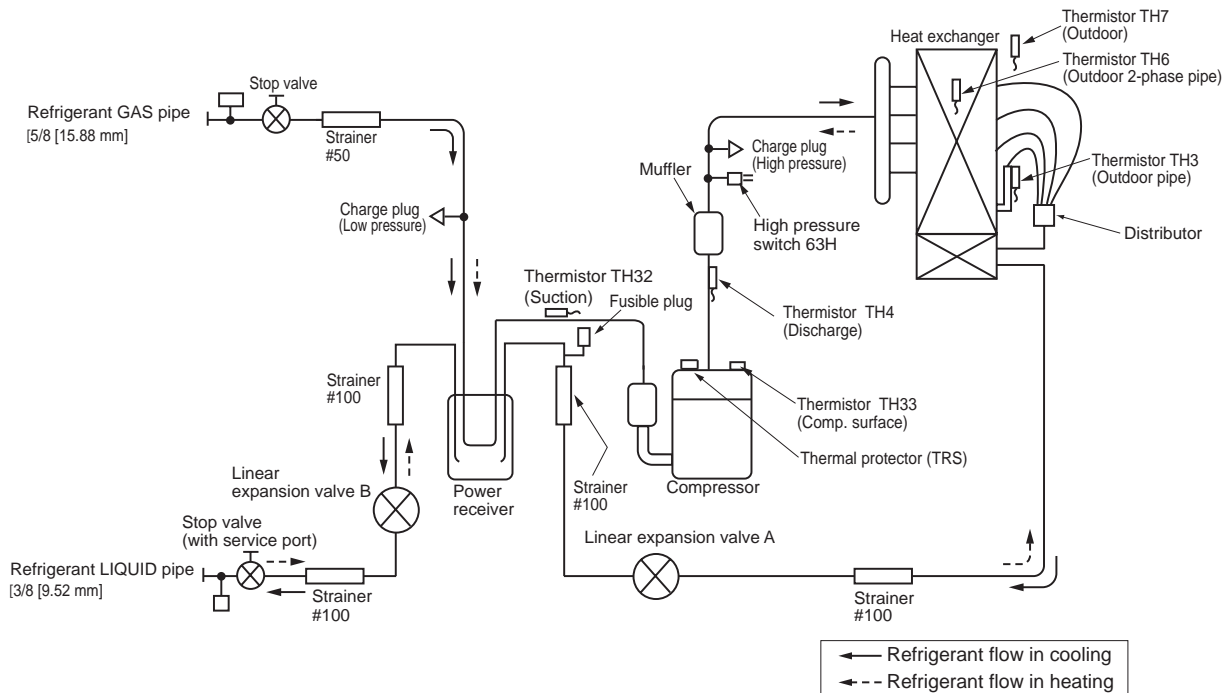 Thermistor TH7
(Outdoor)
Heat exchanger
Thermistor TH6
(Outdoor 2-phase pipe)
Stop valve
Refrigerant GAS pipe
[5/8 [15.88 mm]
Strainer
#50
Charge plug
(High pressure)
Thermistor TH3
(Outdoor pipe)
Muffler
Charge plug
(Low pressure)
High pressure
switch 63H
Distributor
Thermistor TH32
(Suction)
Fusible plug
Thermistor TH4
(Discharge)
Strainer
#100
Thermistor TH33
(Comp. surface)
Thermal protector (TRS)
Linear
expansion valve B
Power
receiver
Strainer
#100
Compressor
Stop valve
(with service port)
Linear expansion valve A
Refrigerant LIQUID pipe
[3/8 [9.52 mm]
Strainer
#100
Strainer
#100
Refrigerant flow in cooling
Refrigerant flow in heating